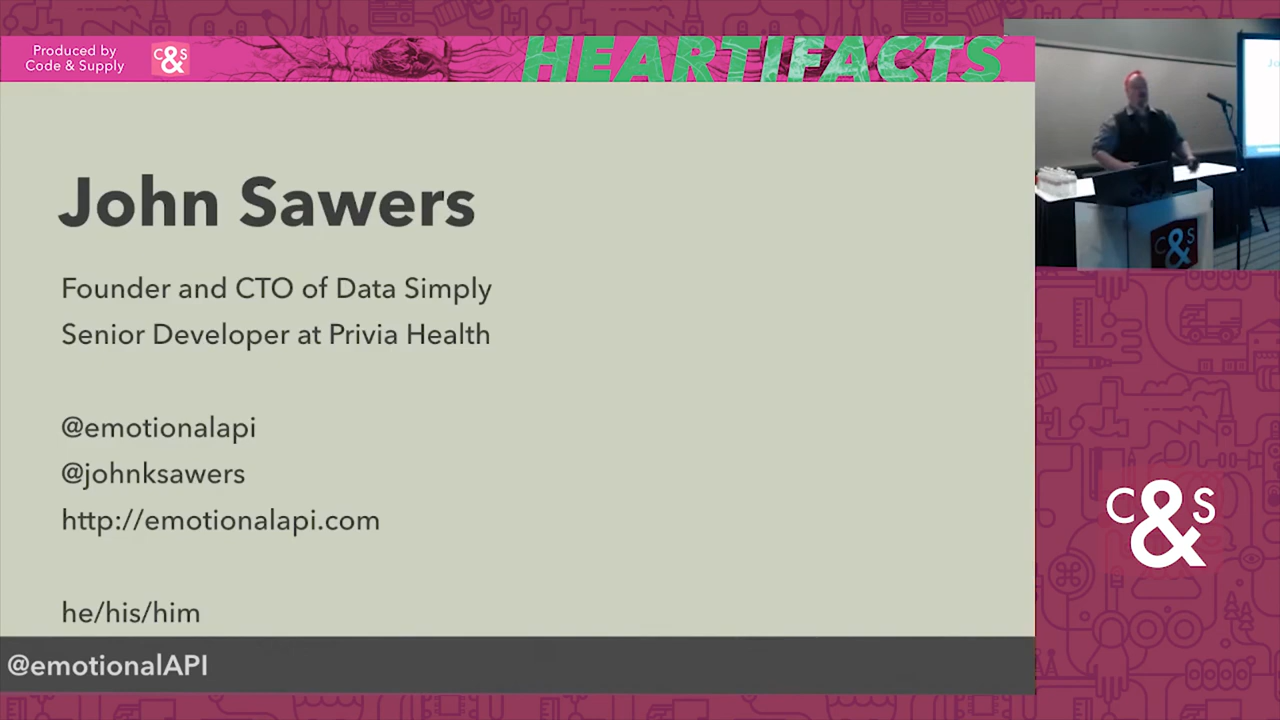 Produced by
Code & Supply
C&S
HEARTIFACTS
John Sawers
Founder and CTO of Data Simply
Senior Developer at Privia Health
@emotionalapi
@johnksawers
http://emotionalapi.com
he/his/him
@emotionalAPI
Jo
C&S
C&S